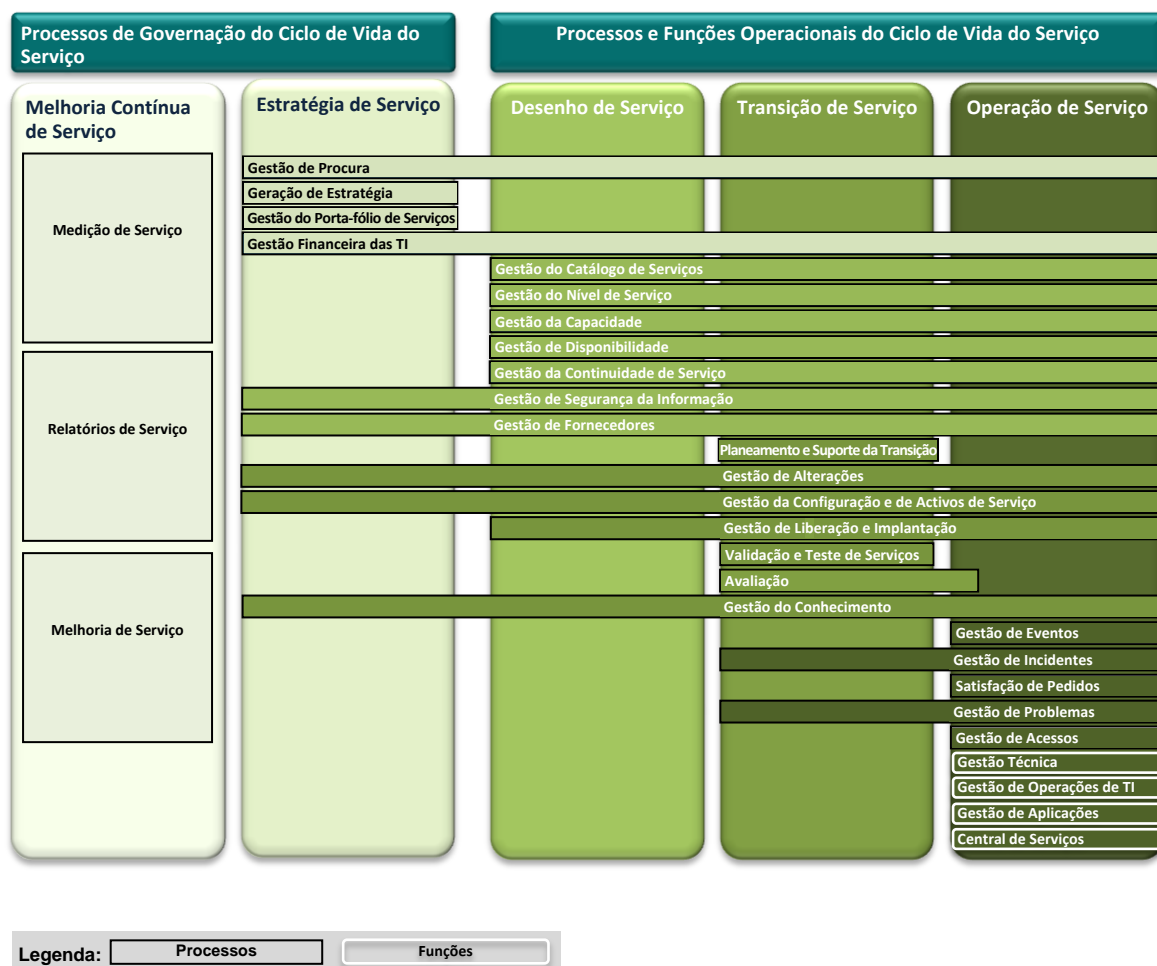 Processos de Governação do Ciclo de Vida do
Serviço
Processos e Funções Operacionais do Ciclo de Vida do Serviço
Melhoria Contínua
de Serviço
Estratégia de Serviço
Desenho de Serviço
Transição de Serviço
Operação de Serviço
Medição de Serviço
Relatórios de Serviço
Melhoria de Serviço
Gestão de Procura
Geração de Estratégia
Gestão do Porta-fólio de Serviços
Gestão Financeira das TI
Gestão do Catálogo de Serviços
Gestão do Nível de Serviço
Gestão da Capacidade
Gestão de Disponibilidade
Gestão da Continuidade de Serviço
Gestão de Segurança da Informação
Gestão de Fornecedores
Planeamento e Suporte da Transição
Gestão de Alterações
Gestão da Configuração e de Activos de Serviço
Gestão de Liberação e Implantação
Validação e Teste de Serviços
Avaliação
Gestão do Conhecimento
Gestão de Eventos
Gestão de Incidentes
Satisfação de Pedidos
Gestão de Problemas
Gestão de Acessos
Gestão Técnica
Gestão de Operações de TI
Gestão de Aplicações
Central de Serviços
Legenda:
Processos
Funções